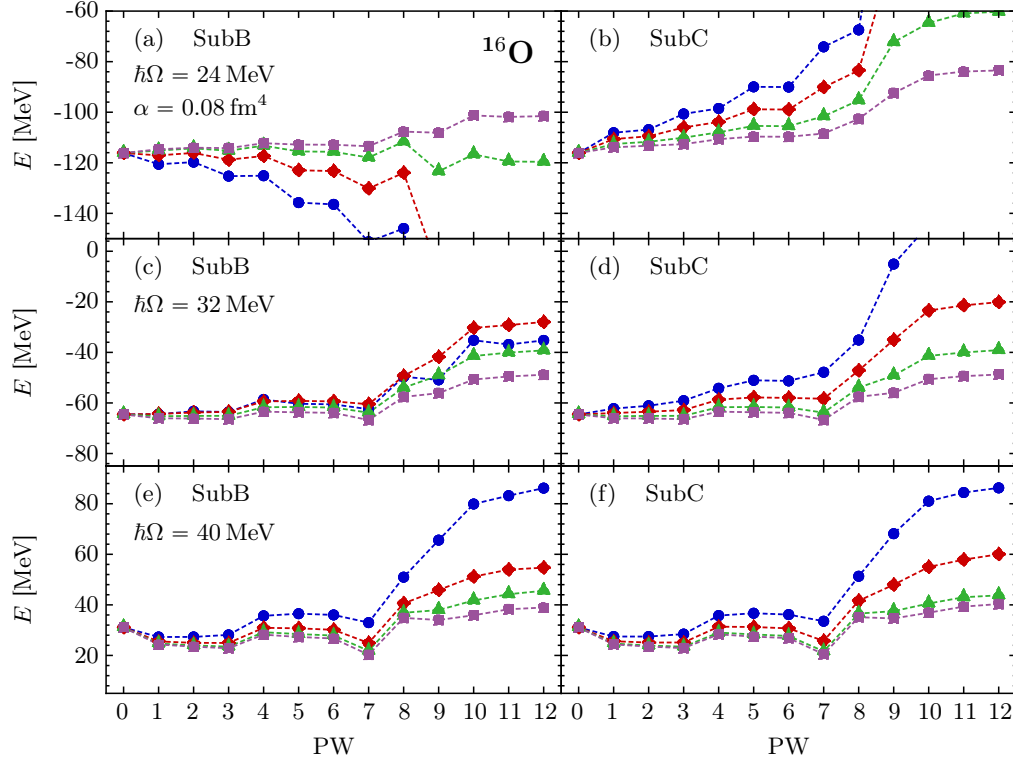 (a) SubB ¹⁶O
ℏΩ = 24 MeV
α = 0.08 fm⁴
(b) SubC
E [MeV]
-60
-80
-100
-120
-140
(c) SubB
ℏΩ = 32 MeV
(d) SubC
E [MeV]
0
-20
-40
-60
-80
(e) SubB
ℏΩ = 40 MeV
(f) SubC
E [MeV]
80
60
40
20
0 1 2 3 4 5 6 7 8 9 10 11 12
0 1 2 3 4 5 6 7 8 9 10 11 12
PW
PW